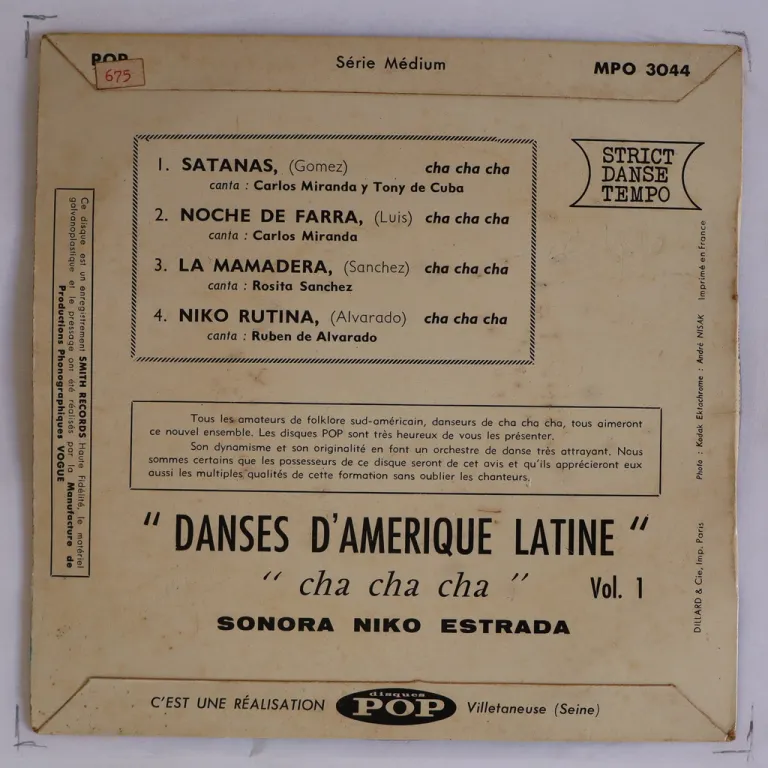 POP
675
Série Médium
MPO 3044
1. SATANAS, (Gomez) cha cha cha
canta : Carlos Miranda y Tony de Cuba
2. NOCHE DE FARRA, (Luis) cha cha cha
canta : Carlos Miranda
3. LA MAMADERA, (Sanchez) cha cha cha
canta : Rosita Sanchez
4. NIKO RUTINA, (Alvarado) cha cha cha
canta : Ruben de Alvarado
STRICT
DANSE
TEMPO
Ce disque est un enregistrement SMITH RECORDS Haute Fidélité, le matériel
galvanoplastique et le pressage ont été réalisés par la Manufacture de
Productions Phonographiques VOGUE
Tous les amateurs de folklore sud-américain, danseurs de cha cha cha, tous aimeront
ce nouvel ensemble. Les disques POP sont très heureux de vous les présenter.
Son dynamisme et son originalité en font un orchestre de danse très attrayant. Nous
sommes certains que les possesseurs de ce disque seront de cet avis et qu'ils apprécieront eux
aussi les multiples qualités de cette formation sans oublier les chanteurs.
DILLARD & Cie, Imp. Paris Photo : Kodak Ektachrome : André NISAK Imprimé en France
" DANSES D'AMERIQUE LATINE "
" cha cha cha " Vol. 1
SONORA NIKO ESTRADA
C'EST UNE RÉALISATION disques POP Villetaneuse (Seine)